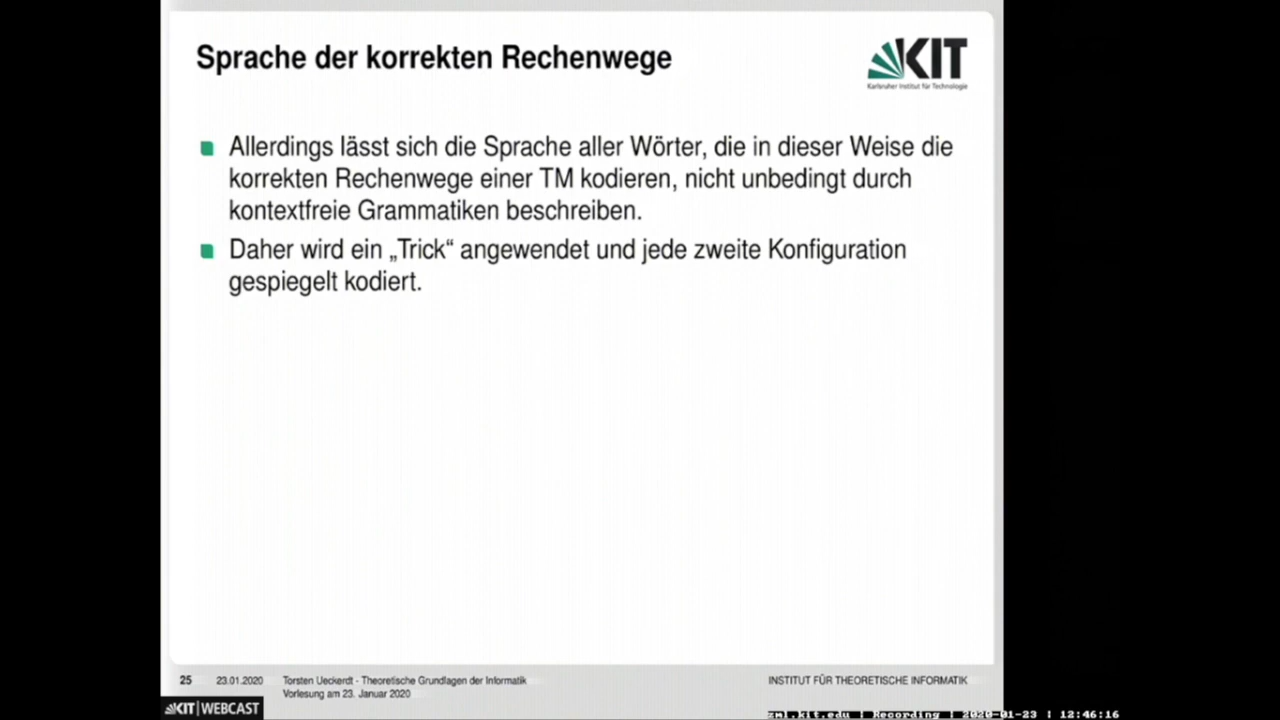 Sprache der korrekten Rechenwege
KIT
Karlsruher Institut für Technologie
Allerdings lässt sich die Sprache aller Wörter, die in dieser Weise die
korrekten Rechenwege einer TM kodieren, nicht unbedingt durch
kontextfreie Grammatiken beschreiben.
Daher wird ein „Trick“ angewendet und jede zweite Konfiguration
gespiegelt kodiert.
25 23.01.2020 Torsten Ueckerdt - Theoretische Grundlagen der Informatik
Vorlesung am 23. Januar 2020
INSTITUT FÜR THEORETISCHE INFORMATIK
KIT | WEBCAST
zml.kit.edu | Recording | 2020-01-23 | 12:46:16